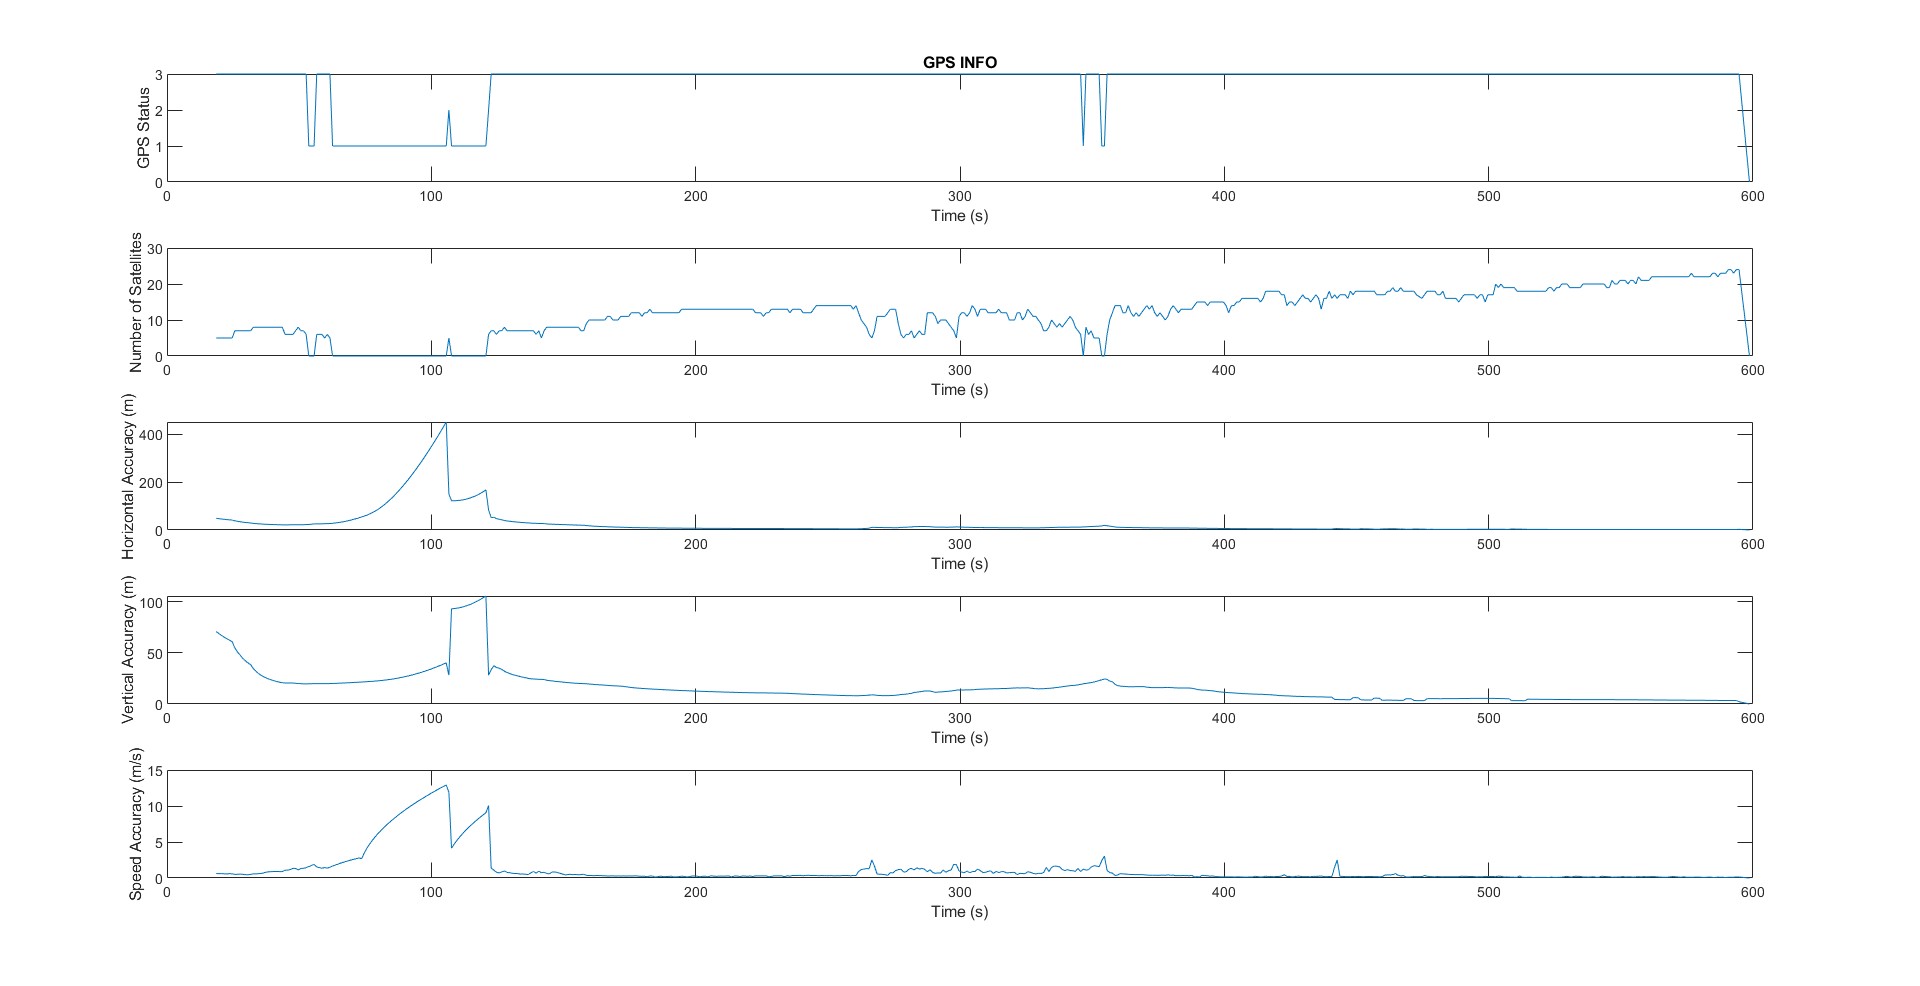 GPS INFO
GPS Status
3
2
1
0
0 100 200 300 400 500 600
Time (s)
Number of Satellites
30
20
10
0
0 100 200 300 400 500 600
Time (s)
Horizontal Accuracy (m)
400
200
0
0 100 200 300 400 500 600
Time (s)
Vertical Accuracy (m)
100
50
0
0 100 200 300 400 500 600
Time (s)
Speed Accuracy (m/s)
15
10
5
0
0 100 200 300 400 500 600
Time (s)